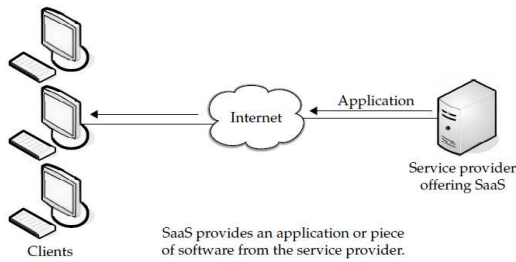 Application
Internet
Service provider
offering SaaS
Clients
SaaS provides an application or piece
of software from the service provider.